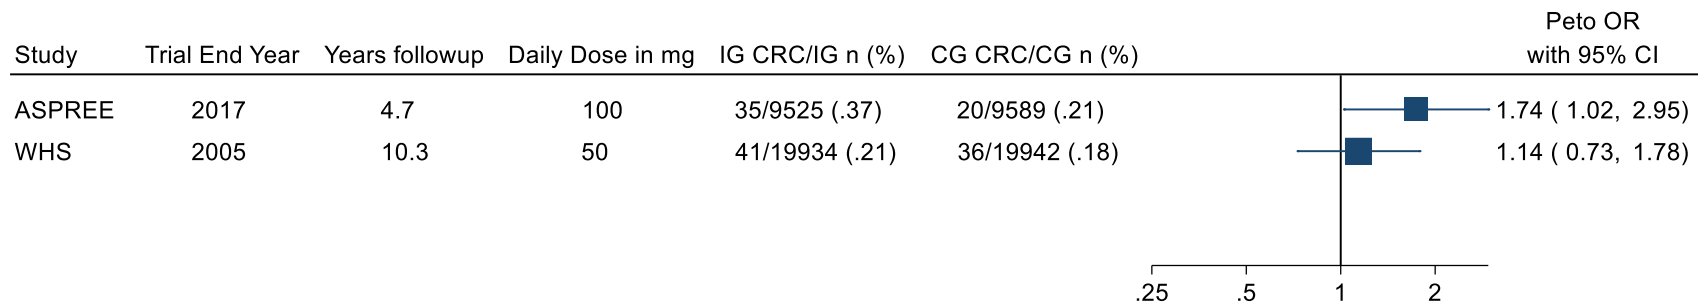 Peto OR
Study Trial End Year Years followup Daily Dose in mg IG CRC/IG n (%) CG CRC/CG n (%) with 95% CI
ASPREE 2017 4.7 100 35/9525 (.37) 20/9589 (.21) 1.74 ( 1.02, 2.95)
WHS 2005 10.3 50 41/19934 (.21) 36/19942 (.18) 1.14 ( 0.73, 1.78)
.25 .5 1 2